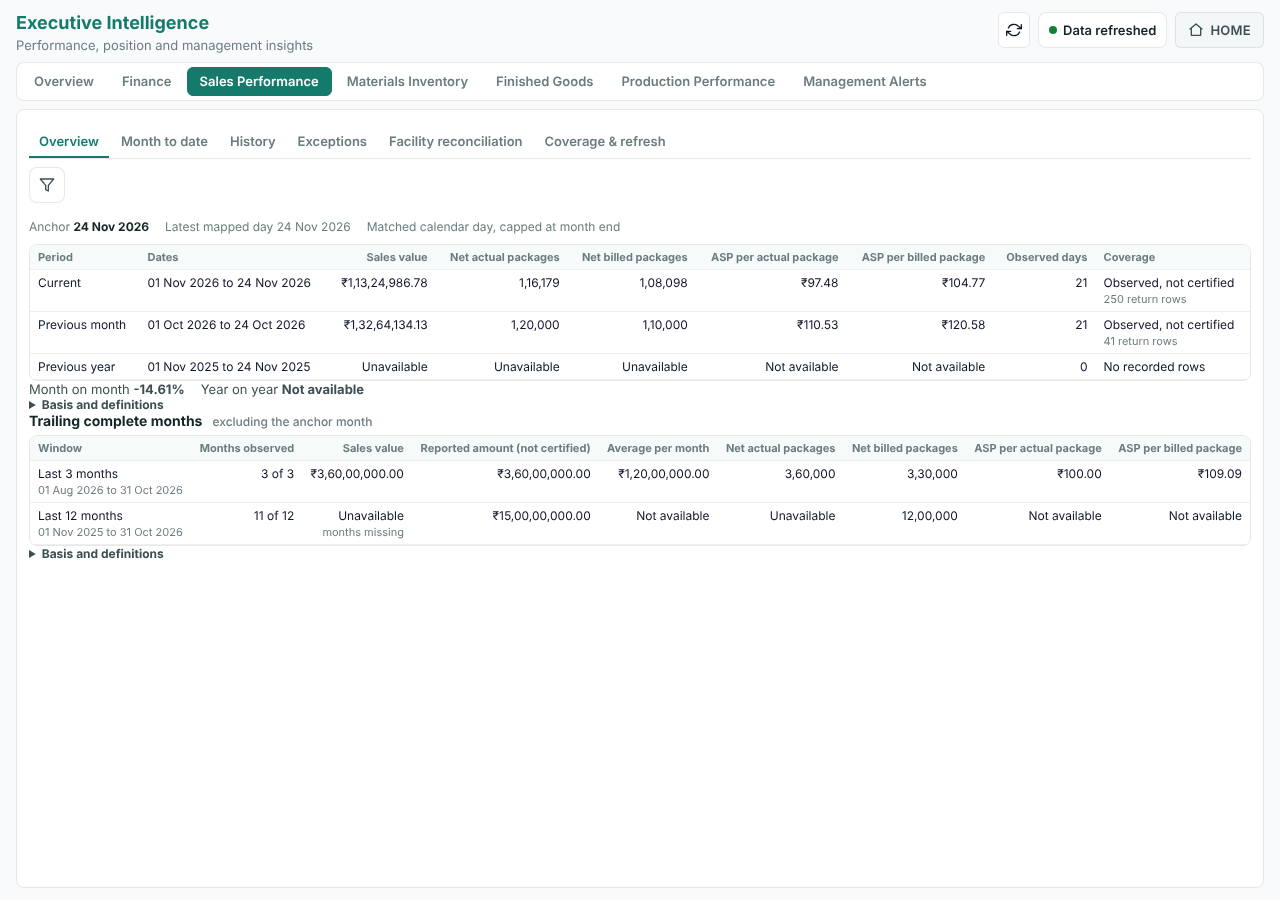 Executive Intelligence
Performance, position and management insights
Data refreshed
HOME
Overview Finance Sales Performance Materials Inventory Finished Goods Production Performance Management Alerts
Overview Month to date History Exceptions Facility reconciliation Coverage & refresh
Anchor 24 Nov 2026 Latest mapped day 24 Nov 2026 Matched calendar day, capped at month end
Period Dates Sales value Net actual packages Net billed packages ASP per actual package ASP per billed package Observed days Coverage
Current 01 Nov 2026 to 24 Nov 2026 ₹1,13,24,986.78 1,16,179 1,08,098 ₹97.48 ₹104.77 21 Observed, not certified
250 return rows
Previous month 01 Oct 2026 to 24 Oct 2026 ₹1,32,64,134.13 1,20,000 1,10,000 ₹110.53 ₹120.58 21 Observed, not certified
41 return rows
Previous year 01 Nov 2025 to 24 Nov 2025 Unavailable Unavailable Unavailable Not available Not available 0 No recorded rows
Month on month -14.61% Year on year Not available
Basis and definitions
Trailing complete months excluding the anchor month
Window Months observed Sales value Reported amount (not certified) Average per month Net actual packages Net billed packages ASP per actual package ASP per billed package
Last 3 months 3 of 3 ₹3,60,00,000.00 ₹3,60,00,000.00 ₹1,20,00,000.00 3,60,000 3,30,000 ₹100.00 ₹109.09
01 Aug 2026 to 31 Oct 2026
Last 12 months 11 of 12 Unavailable ₹15,00,00,000.00 Not available Unavailable 12,00,000 Not available Not available
01 Nov 2025 to 31 Oct 2026 months missing
Basis and definitions